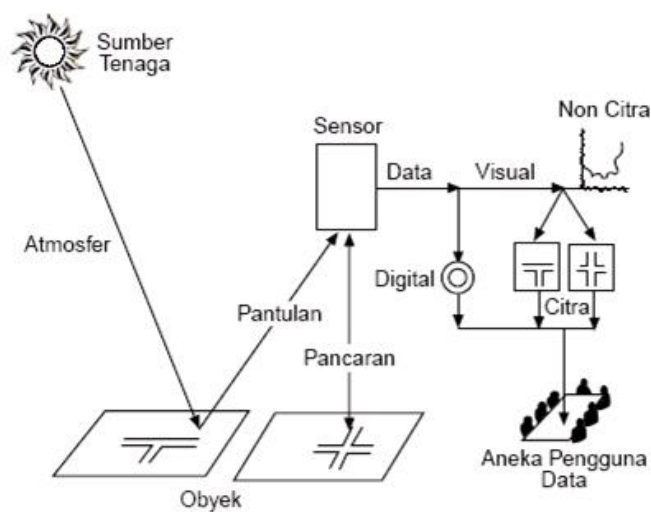 Sumber
Tenaga
Non Citra
Sensor
Data
Visual
Atmosfer
Digital
Citra
Pantulan
Pancaran
Aneka Pengguna
Data
Obyek